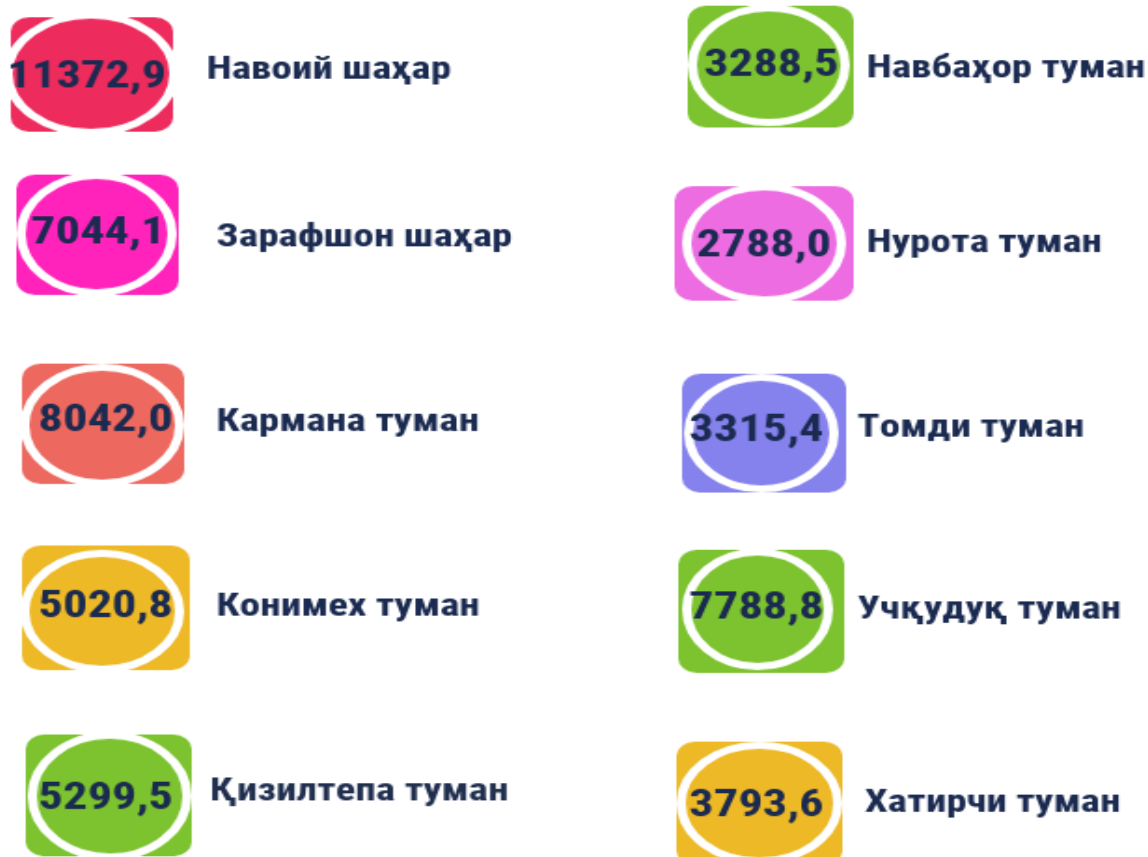 11372,9 Навоий шаҳар
3288,5 Навбаҳор туман
7044,1 Зарафшон шаҳар
2788,0 Нурота туман
8042,0 Кармана туман
3315,4 Томди туман
5020,8 Конимех туман
7788,8 Учқудуқ туман
5299,5 Қизилтепа туман
3793,6 Хатирчи туман